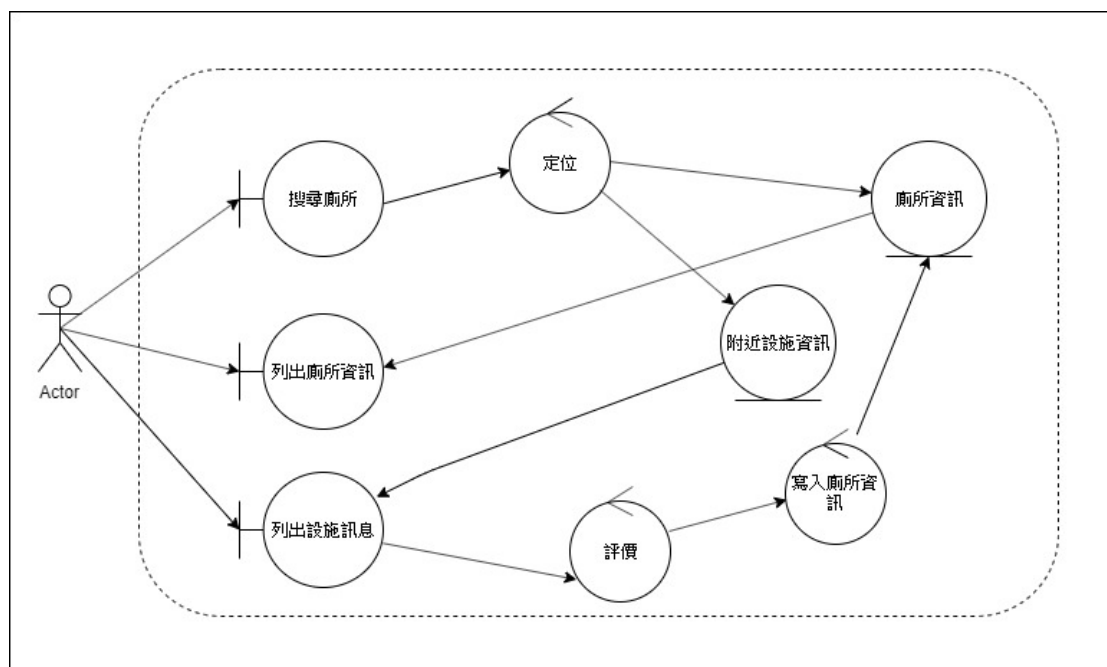 定位
搜尋廁所
廁所資訊
附近設施資訊
列出廁所資訊
Actor
寫入廁所資
訊
列出設施訊息
評價